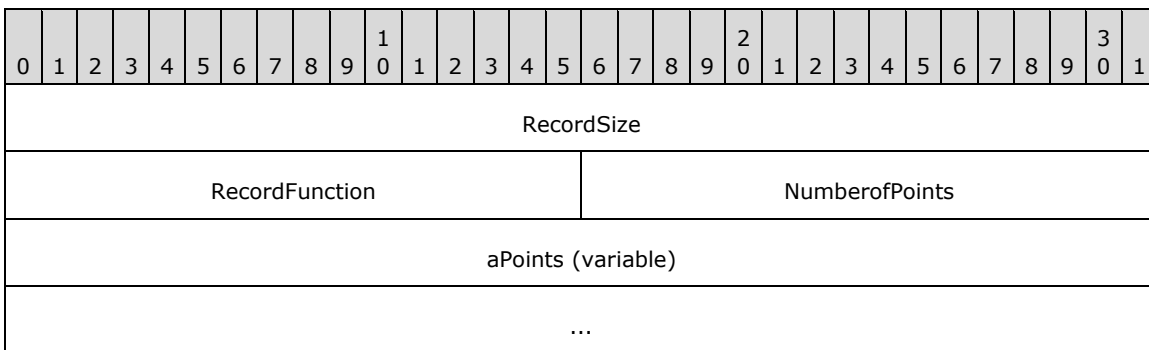 1 2 3
0 1 2 3 4 5 6 7 8 9 0 1 2 3 4 5 6 7 8 9 0 1 2 3 4 5 6 7 8 9 0 1
RecordSize
RecordFunction NumberofPoints
aPoints (variable)
...